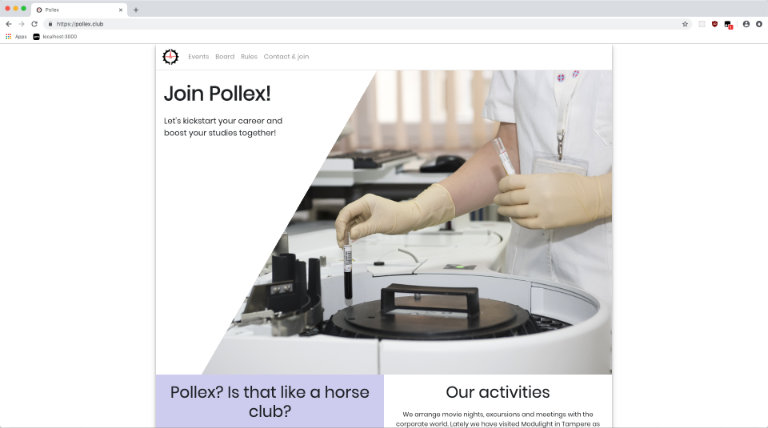 Pollex
https://pollex.club
Apps
localhost:3000
Events Board Rules Contact & join
Join Pollex!
Let's kickstart your career and
boost your studies together!
Pollex? Is that like a horse
club?
Our activities
We arrange movie nights, excursions and meetings with the
corporate world. Lately we have visited Modulight in Tampere as